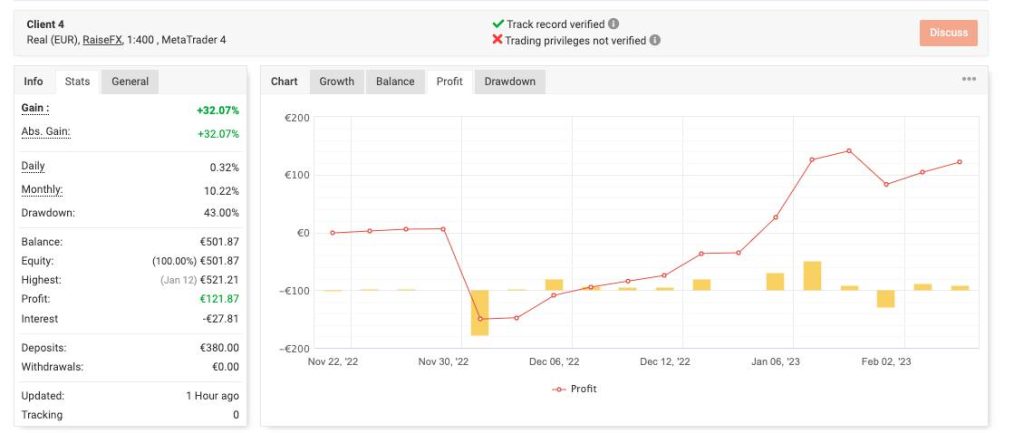 Client 4
Real (EUR), RaiseFX, 1:400 , MetaTrader 4
Track record verified
Trading privileges not verified
Discuss
Info Stats General
Gain : +32.07%
Abs. Gain: +32.07%
Daily 0.32%
Monthly: 10.22%
Drawdown: 43.00%
Balance: €501.87
Equity: (100.00%) €501.87
Highest: (Jan 12) €521.21
Profit: €121.87
Interest -€27.81
Deposits: €380.00
Withdrawals: €0.00
Updated: 1 Hour ago
Tracking 0
Chart Growth Balance Profit Drawdown
€200
€100
€0
-€100
-€200
Nov 22, '22 Nov 30, '22 Dec 06, '22 Dec 12, '22 Jan 06, '23 Feb 02, '23
Profit